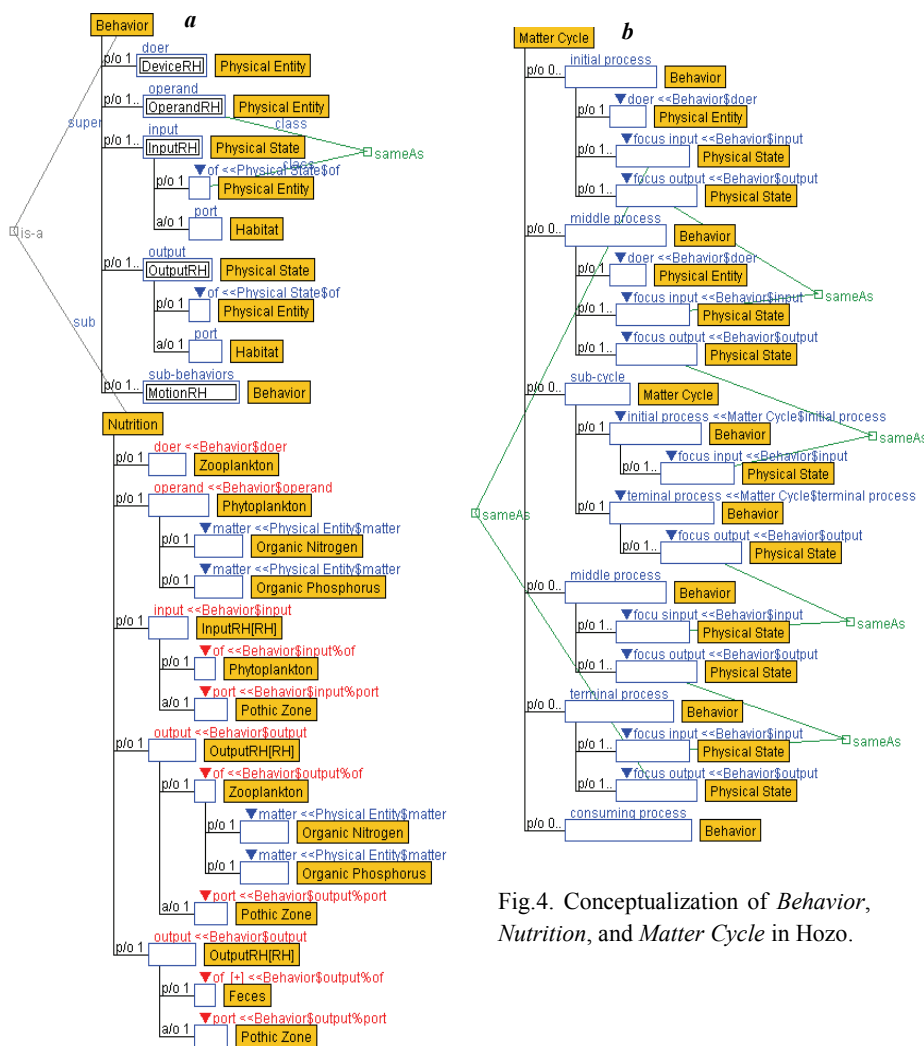 a
Behavior
doer
p/o 1 DeviceRH Physical Entity
operand
p/o 1.. OperandRH Physical Entity
super
class
input
p/o 1.. InputRH Physical State
sameAs
class
▼of <<Physical State$of
p/o 1 Physical Entity
port
a/o 1 Habitat
is-a
output
p/o 1.. OutputRH Physical State
▼of <<Physical State$of
p/o 1 Physical Entity
sub
port
a/o 1 Habitat
sub-behaviors
p/o 1.. MotionRH Behavior
Nutrition
doer <<Behavior$doer
p/o 1 Zooplankton
operand <<Behavior$operand
p/o 1 Phytoplankton
▼matter <<Physical Entity$matter
p/o 1 Organic Nitrogen
▼matter <<Physical Entity$matter
p/o 1 Organic Phosphorus
input <<Behavior$input
p/o 1 InputRH[RH]
▼of <<Behavior$input%of
p/o 1 Phytoplankton
▼port <<Behavior$input%port
a/o 1 Pothic Zone
output <<Behavior$output
p/o 1 OutputRH[RH]
▼of <<Behavior$output%of
p/o 1 Zooplankton
▼matter <<Physical Entity$matter
p/o 1 Organic Nitrogen
▼matter <<Physical Entity$matter
p/o 1 Organic Phosphorus
▼port <<Behavior$output%port
a/o 1 Pothic Zone
output <<Behavior$output
p/o 1 OutputRH[RH]
▼of [+] <<Behavior$output%of
p/o 1 Feces
▼port <<Behavior$output%port
a/o 1 Pothic Zone
b
Matter Cycle
initial process
p/o 0.. Behavior
▼doer <<Behavior$doer
p/o 1 Physical Entity
▼focus input <<Behavior$input
p/o 1.. Physical State
▼focus output <<Behavior$output
p/o 1.. Physical State
middle process
p/o 0.. Behavior
▼doer <<Behavior$doer
p/o 1 Physical Entity
sameAs
▼focus input <<Behavior$input
p/o 1.. Physical State
▼focus output <<Behavior$output
p/o 1.. Physical State
sub-cycle
p/o 0.. Matter Cycle
▼initial process <<Matter Cycle$initial process
p/o 1 Behavior
sameAs
▼focus input <<Behavior$input
p/o 1.. Physical State
▼teminal process <<Matter Cycle$terminal process
p/o 1 Behavior
sameAs
▼focus output <<Behavior$output
p/o 1.. Physical State
middle process
p/o 0.. Behavior
▼focus sinput <<Behavior$input
p/o 1.. Physical State
sameAs
▼focus output <<Behavior$output
p/o 1.. Physical State
terminal process
p/o 0.. Behavior
▼focus input <<Behavior$input
p/o 1.. Physical State
sameAs
▼focus output <<Behavior$output
p/o 1.. Physical State
consuming process
p/o 0.. Behavior
Fig.4. Conceptualization of Behavior,
Nutrition, and Matter Cycle in Hozo.